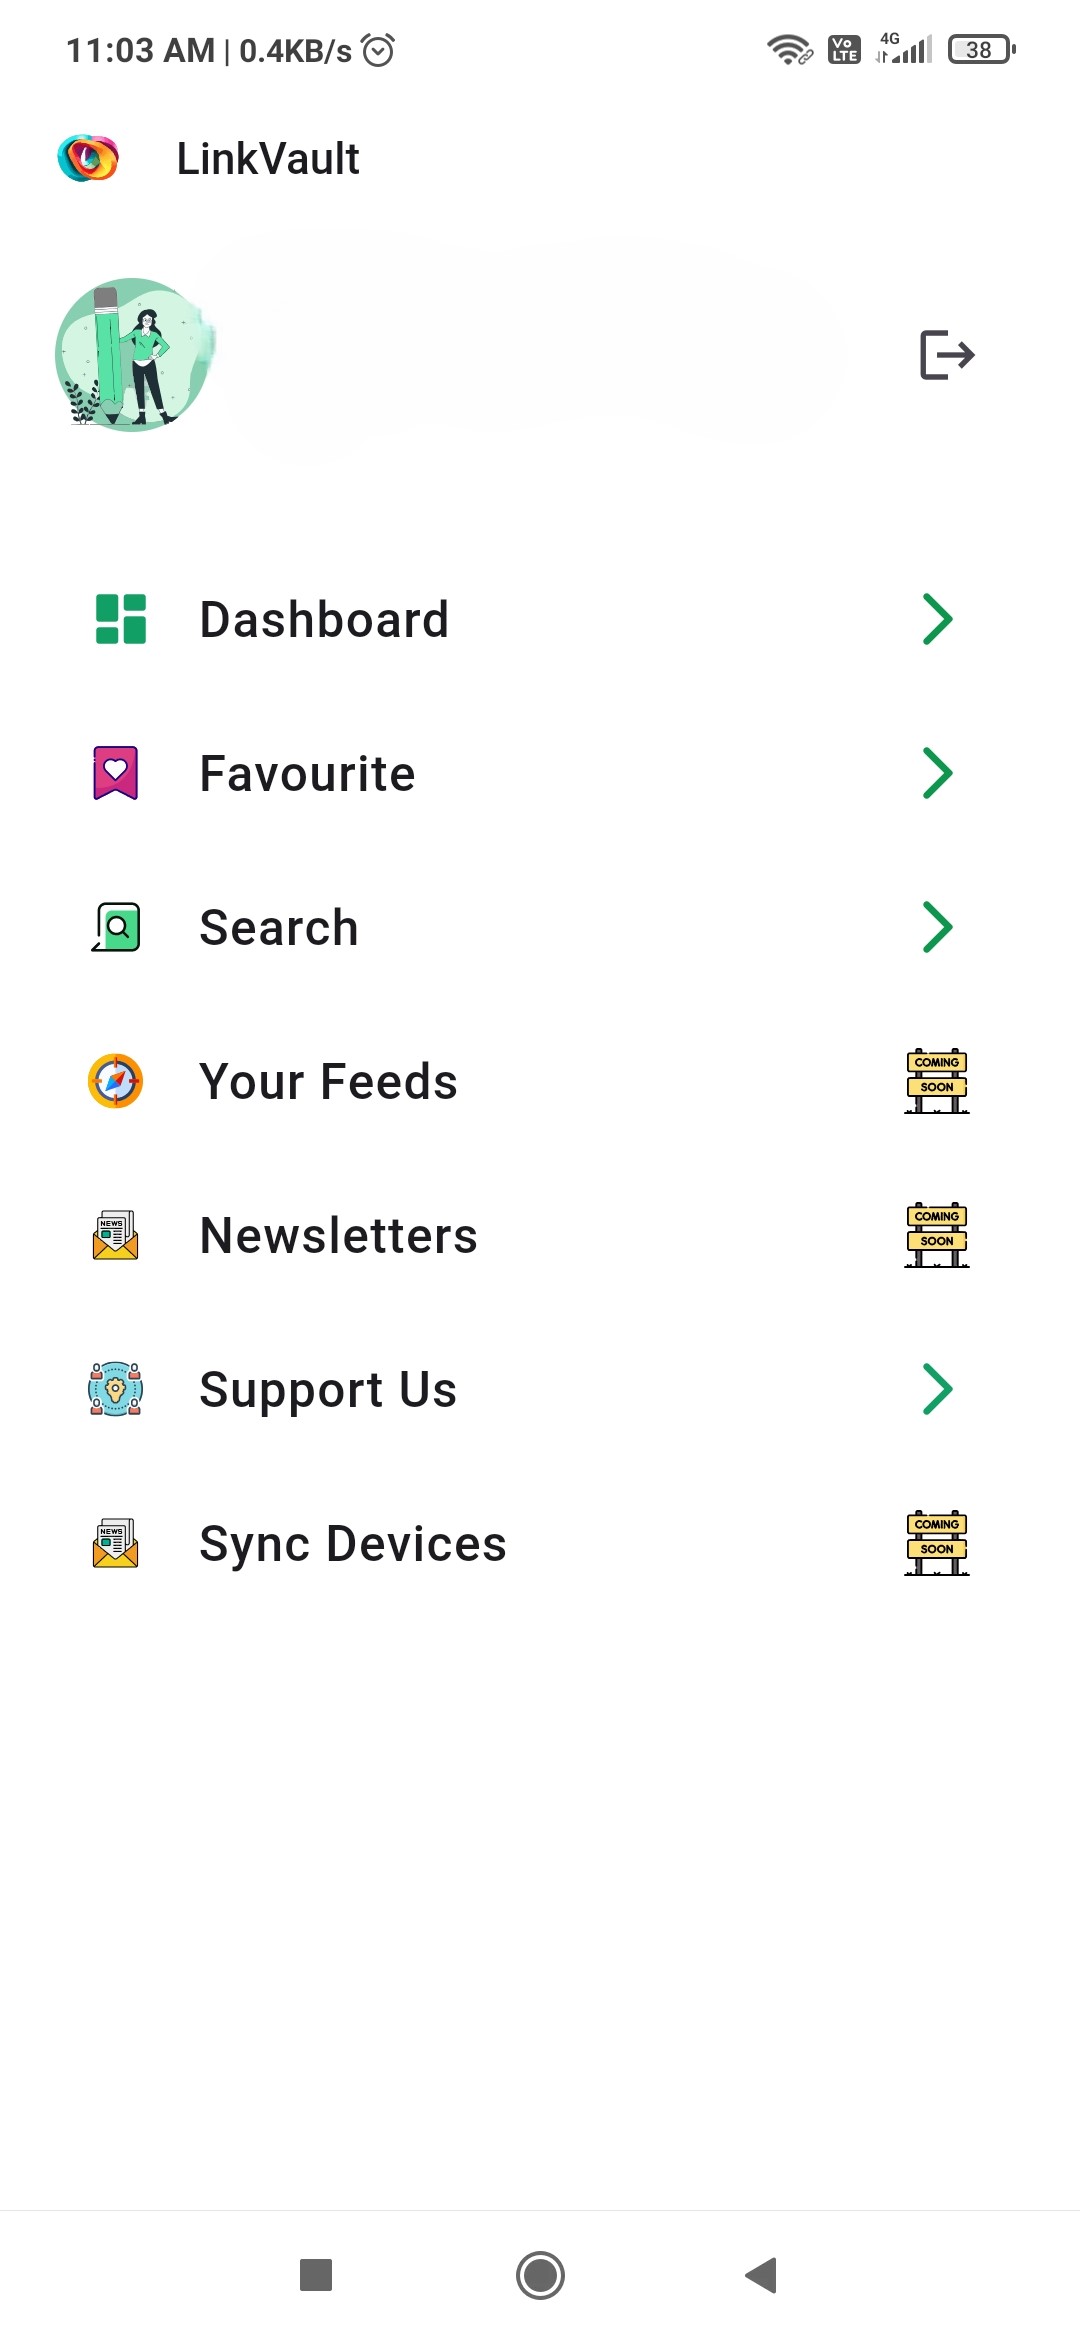 11:03 AM | 0.4KB/s
Vo LTE 4G 38
LinkVault
Dashboard
Favourite
Search
Your Feeds
COMING
SOON
NEWS
Newsletters
COMING
SOON
Support Us
NEWS
Sync Devices
COMING
SOON